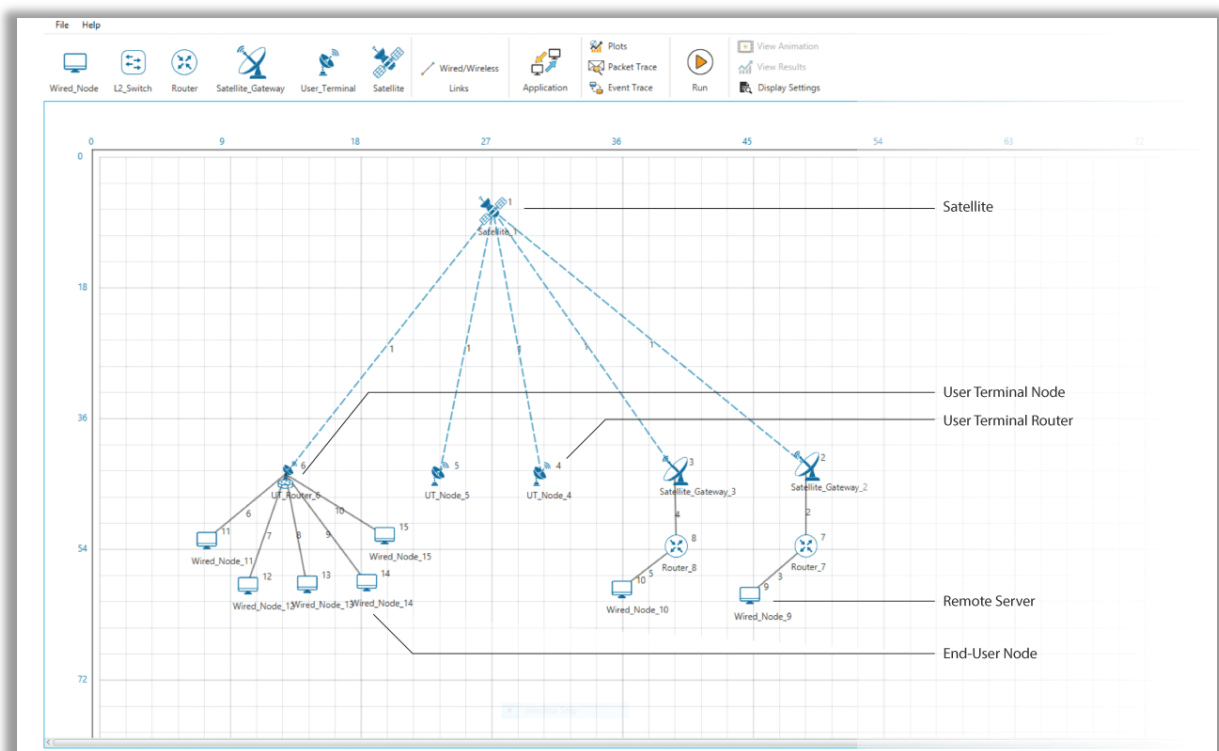 File Help
Wired_Node L2_Switch Router Satellite_Gateway User_Terminal Satellite
Wired/Wireless
Links
Application
Plots
Packet Trace
Event Trace
Run
View Animation
View Results
Display Settings
0 9 18 27 36 45 54 63 72
0
1
Satellite
Satellite_1
18
1 1 1 1 1
User Terminal Node
36
User Terminal Router
6 5 4 3 2
UT_Router_6 UT_Node_5 UT_Node_4 Satellite_Gateway_3 Satellite_Gateway_2
6 7 8 9 10 4 2
11 15 8 7
54
Wired_Node_11 Wired_Node_15 Router_8 Router_7
12 13 14 10 5 9 3
Wired_Node_12 Wired_Node_13 Wired_Node_14 Wired_Node_10 Wired_Node_9
Remote Server
End-User Node
72